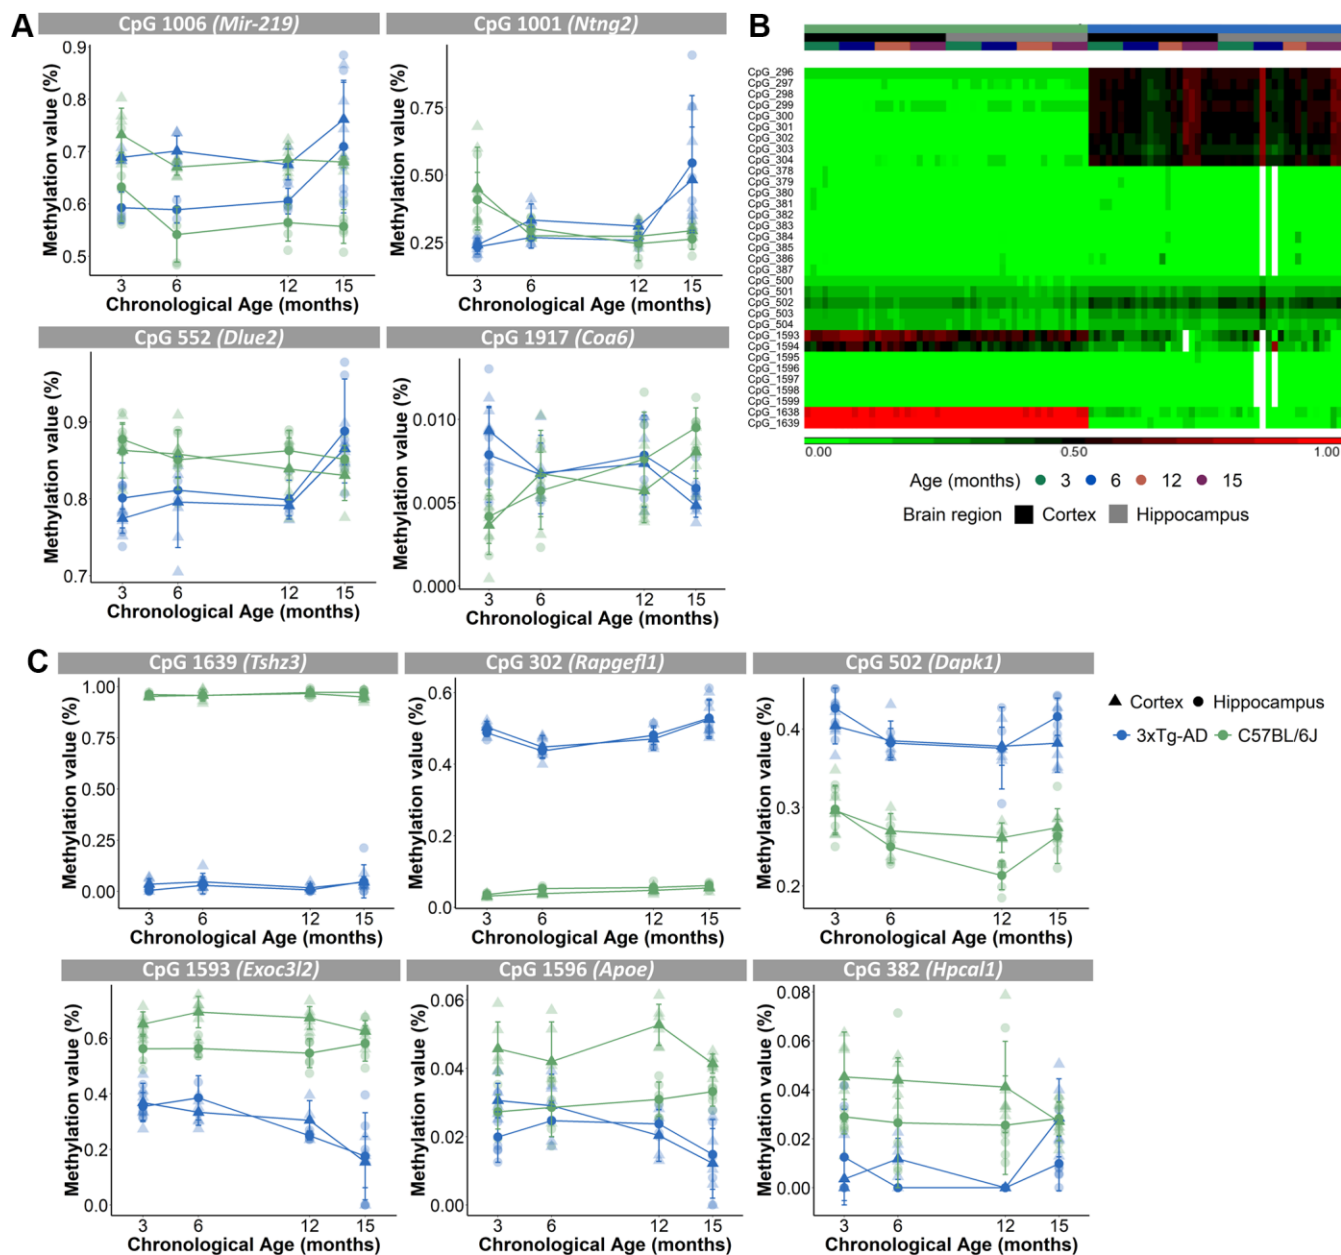 A
CpG 1006 (Mir-219)
Methylation value (%)
0.9
0.8
0.7
0.6
0.5
3 6 12 15
Chronological Age (months)
CpG 1001 (Ntng2)
Methylation value (%)
0.75
0.50
0.25
3 6 12 15
Chronological Age (months)
CpG 552 (Dlue2)
Methylation value (%)
0.9
0.8
0.7
3 6 12 15
Chronological Age (months)
CpG 1917 (Coa6)
Methylation value (%)
0.010
0.005
0.000
3 6 12 15
Chronological Age (months)
B
CpG_296
CpG_297
CpG_298
CpG_299
CpG_300
CpG_301
CpG_302
CpG_303
CpG_304
CpG_378
CpG_379
CpG_380
CpG_381
CpG_382
CpG_383
CpG_384
CpG_385
CpG_386
CpG_387
CpG_500
CpG_501
CpG_502
CpG_503
CpG_504
CpG_1593
CpG_1594
CpG_1595
CpG_1596
CpG_1597
CpG_1598
CpG_1599
CpG_1638
CpG_1639
0.00 0.50 1.00
Age (months) 3 6 12 15
Brain region Cortex Hippocampus
C
CpG 1639 (Tshz3)
Methylation value (%)
1.00
0.75
0.50
0.25
0.00
3 6 12 15
Chronological Age (months)
CpG 302 (Rapgefl1)
Methylation value (%)
0.6
0.4
0.2
0.0
3 6 12 15
Chronological Age (months)
CpG 502 (Dapk1)
Methylation value (%)
0.4
0.3
0.2
3 6 12 15
Chronological Age (months)
Cortex Hippocampus
3xTg-AD C57BL/6J
CpG 1593 (Exoc3l2)
Methylation value (%)
0.6
0.4
0.2
0.0
3 6 12 15
Chronological Age (months)
CpG 1596 (Apoe)
Methylation value (%)
0.06
0.04
0.02
0.00
3 6 12 15
Chronological Age (months)
CpG 382 (Hpcal1)
Methylation value (%)
0.08
0.06
0.04
0.02
0.00
3 6 12 15
Chronological Age (months)